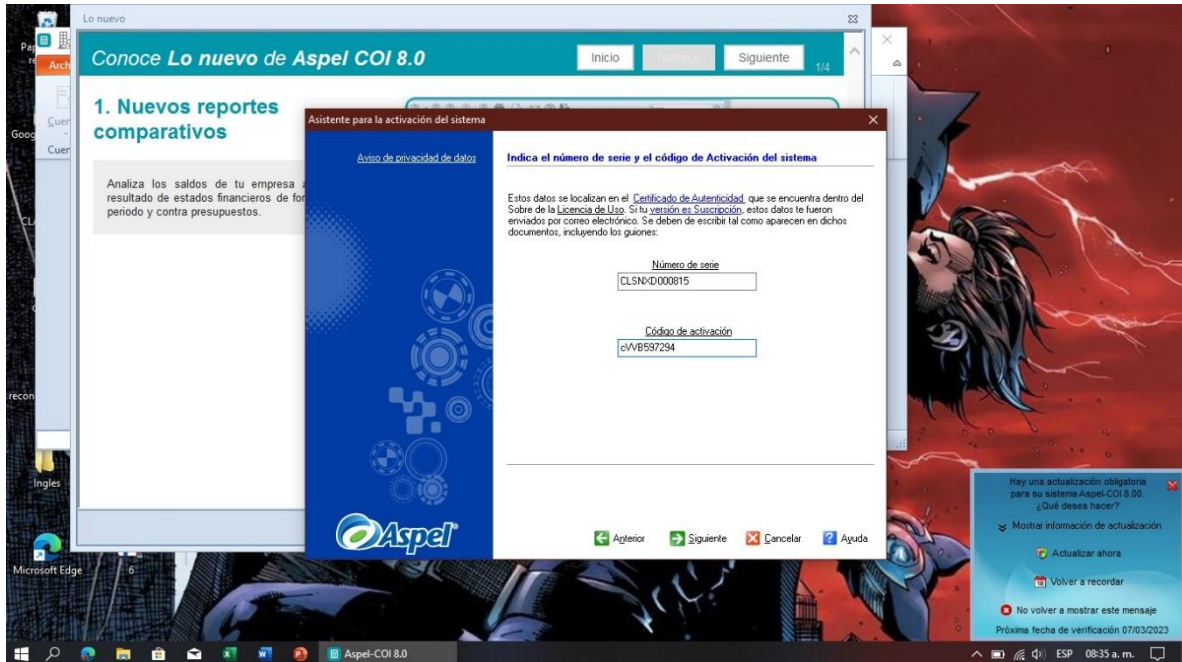 Lo nuevo
Conoce Lo nuevo de Aspel COI 8.0
Inicio
Anterior
Siguiente
1/4
Arch
Cuen
Cuen
1. Nuevos reportes
comparativos
Analiza los saldos de tu empresa a
resultado de estados financieros de for
periodo y contra presupuestos.
Asistente para la activación del sistema
Aviso de privacidad de datos
Indica el número de serie y el código de Activación del sistema
Estos datos se localizan en el Certificado de Autenticidad, que se encuentra dentro del
Sobre de la Licencia de Uso. Si tu versión es Suscripción, estos datos te fueron
enviados por correo electrónico. Se deben de escribir tal como aparecen en dichos
documentos, incluyendo los guiones:
Número de serie
CLSNXD000815
Código de activación
cVVB597294
Aspel
Anterior
Siguiente
Cancelar
Ayuda
Goog
recon
Ingles
Microsoft Edge
6
Hay una actualización obligatoria
para su sistema Aspel-COI 8.00.
¿Qué desea hacer?
Mostrar información de actualización
Actualizar ahora
Volver a recordar
No volver a mostrar este mensaje
Próxima fecha de verificación 07/03/2023
Aspel-COI 8.0
ESP
08:35 a. m.